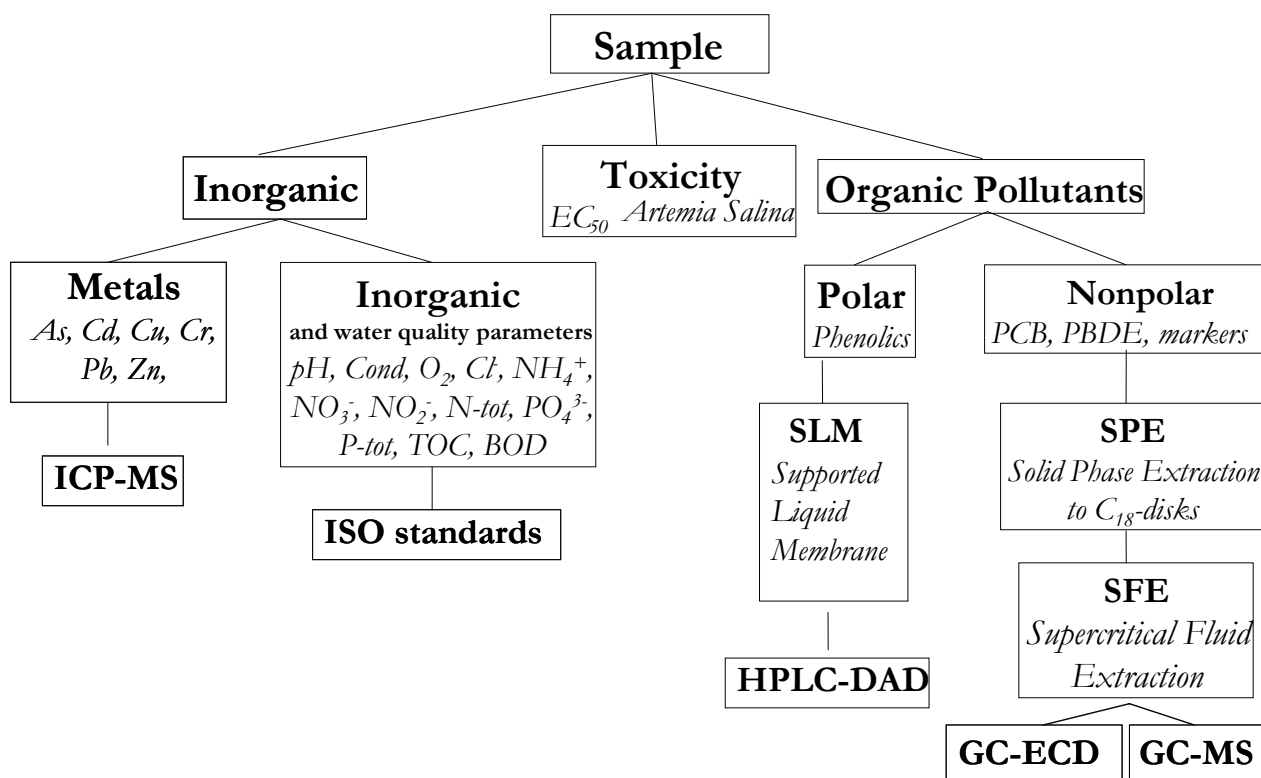 Sample
Inorganic
Toxicity
EC₅₀ Artemia Salina
Organic Pollutants
Metals
As, Cd, Cu, Cr,
Pb, Zn,
ICP-MS
Inorganic
and water quality parameters
pH, Cond, O₂, Cl⁻, NH₄⁺,
NO₃⁻, NO₂⁻, N-tot, PO₄³⁻,
P-tot, TOC, BOD
ISO standards
Polar
Phenolics
SLM
Supported
Liquid
Membrane
HPLC-DAD
Nonpolar
PCB, PBDE, markers
SPE
Solid Phase Extraction
to C₁₈-disks
SFE
Supercritical Fluid
Extraction
GC-ECD
GC-MS